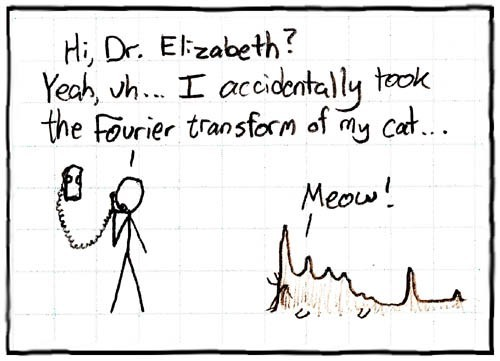 Hi, Dr. Elizabeth?
Yeah, uh... I accidentally took
the Fourier transform of my cat...
Meow!